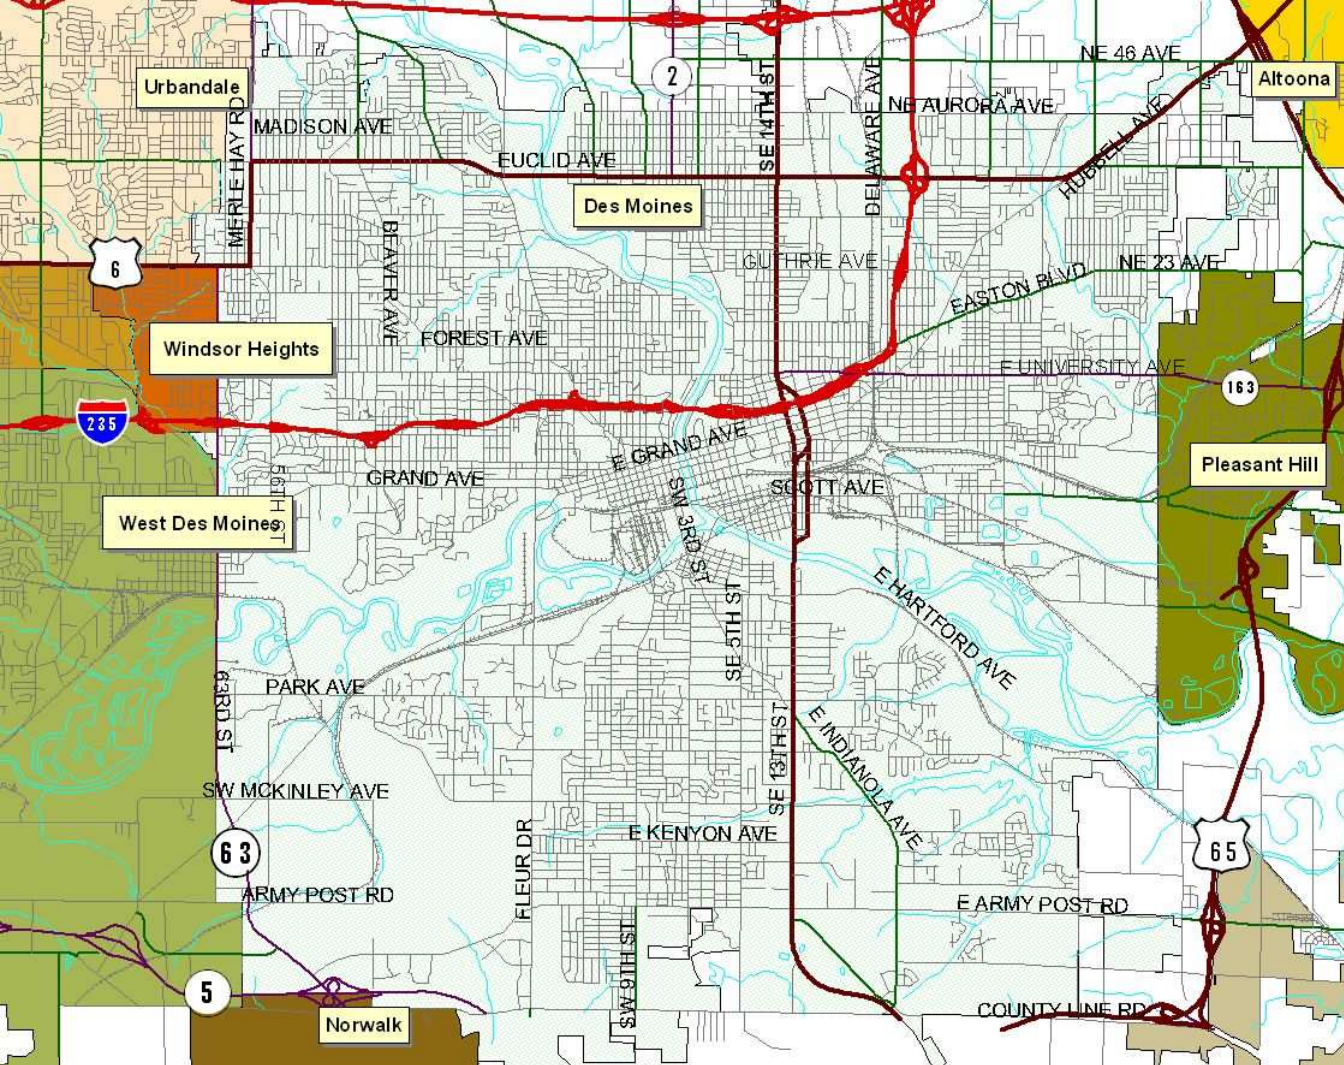 NE 46 AVE
2
Altoona
Urbandale
SE 14TH ST
DELAWARE AVE
NE AURORA AVE
MERLE HAY RD
MADISON AVE
HUBBELL AVE
EUCLID AVE
Des Moines
BEAVER AVE
6
GUTHRIE AVE
NE 23 AVE
EASTON BLVD
FOREST AVE
Windsor Heights
E UNIVERSITY AVE
163
235
E GRAND AVE
Pleasant Hill
GRAND AVE
56TH ST
SCOTT AVE
SW 3RD ST
West Des Moines
E HARTFORD AVE
SE 5TH ST
PARK AVE
63RD ST
SE 13TH ST
E INDIANOLA AVE
SW MCKINLEY AVE
E KENYON AVE
63
65
FLEUR DR
ARMY POST RD
E ARMY POST RD
SW 9TH ST
5
COUNTY LINE RD
Norwalk